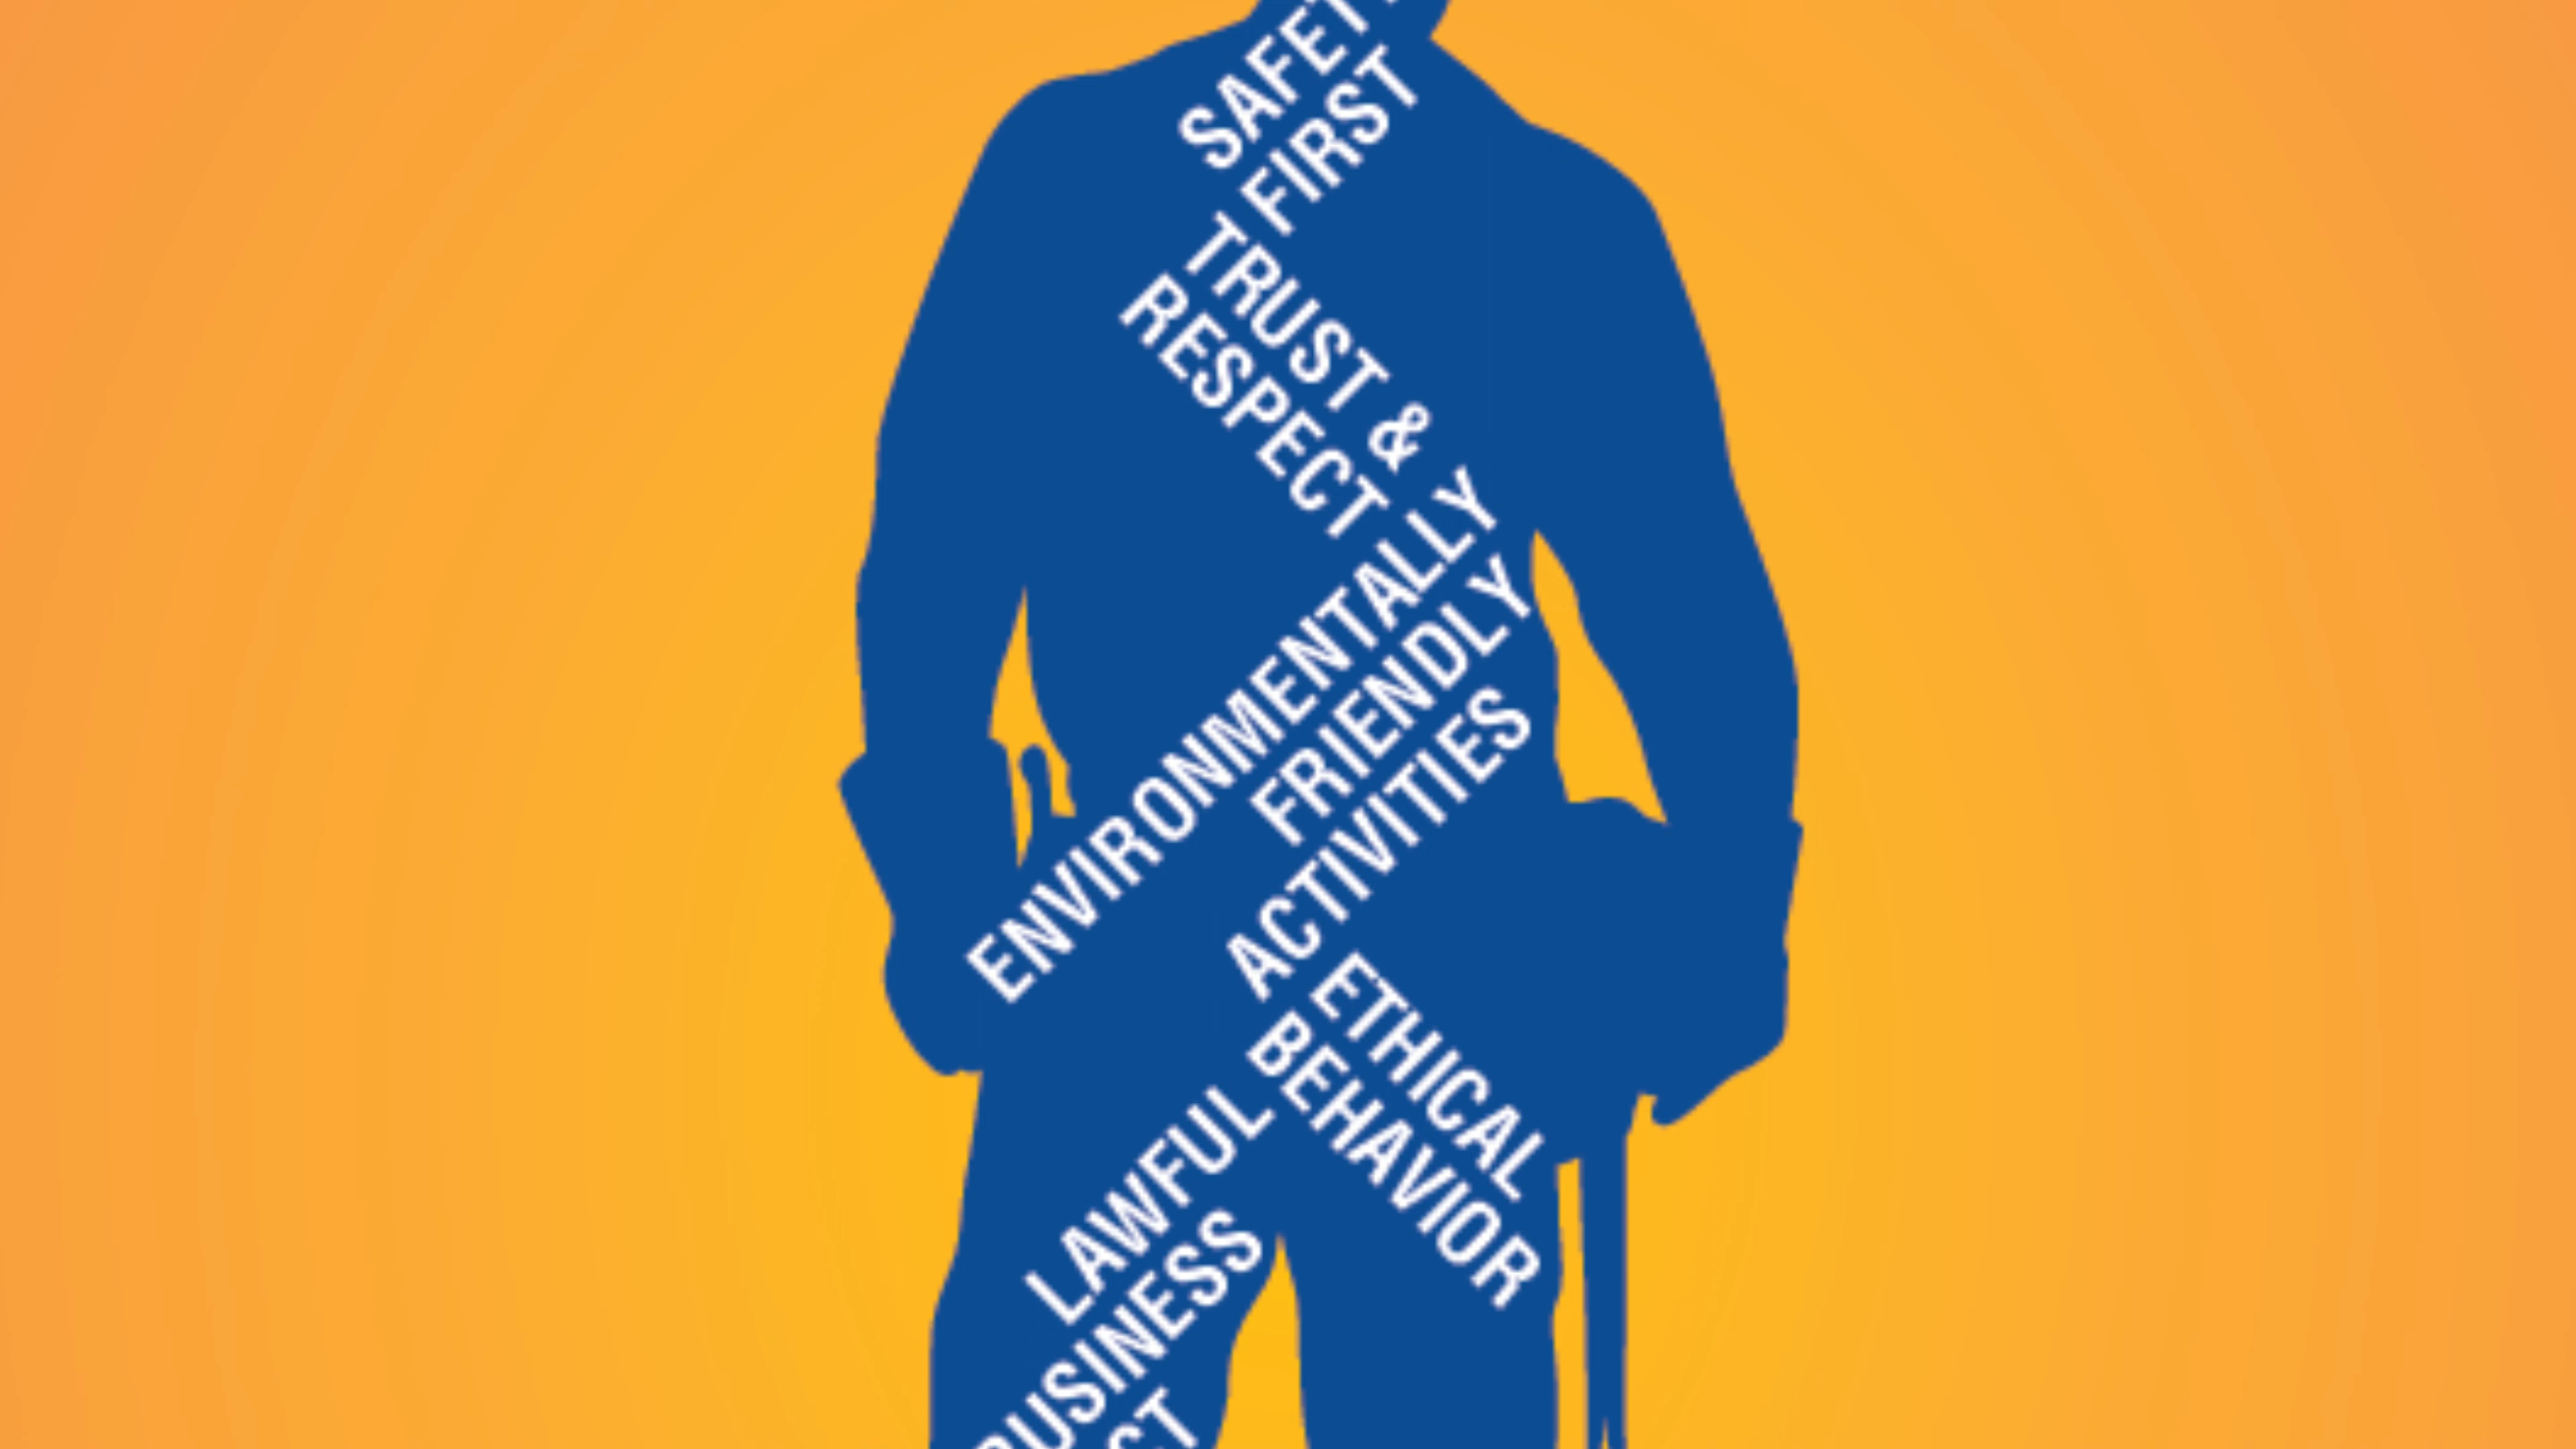 SAFETY
FIRST
TRUST &
RESPECT
ENVIRONMENTALLY
FRIENDLY
ACTIVITIES
ETHICAL
BEHAVIOR
LAWFUL
BUSINESS